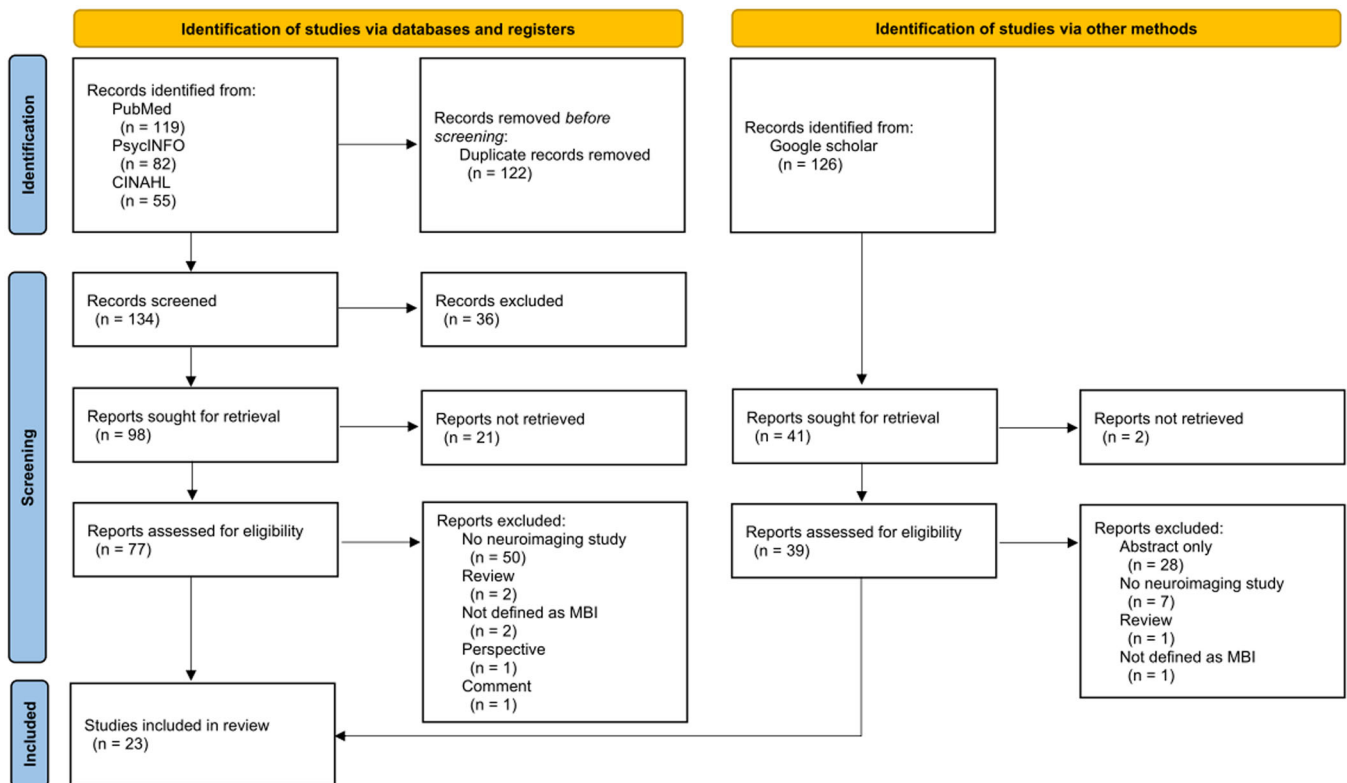 Identification of studies via databases and registers
Identification of studies via other methods
Identification
Records identified from:
PubMed
(n = 119)
PsycINFO
(n = 82)
CINAHL
(n = 55)
Records removed before
screening:
Duplicate records removed
(n = 122)
Records identified from:
Google scholar
(n = 126)
Screening
Records screened
(n = 134)
Records excluded
(n = 36)
Reports sought for retrieval
(n = 98)
Reports not retrieved
(n = 21)
Reports sought for retrieval
(n = 41)
Reports not retrieved
(n = 2)
Reports assessed for eligibility
(n = 77)
Reports excluded:
No neuroimaging study
(n = 50)
Review
(n = 2)
Not defined as MBI
(n = 2)
Perspective
(n = 1)
Comment
(n = 1)
Reports assessed for eligibility
(n = 39)
Reports excluded:
Abstract only
(n = 28)
No neuroimaging study
(n = 7)
Review
(n = 1)
Not defined as MBI
(n = 1)
Included
Studies included in review
(n = 23)